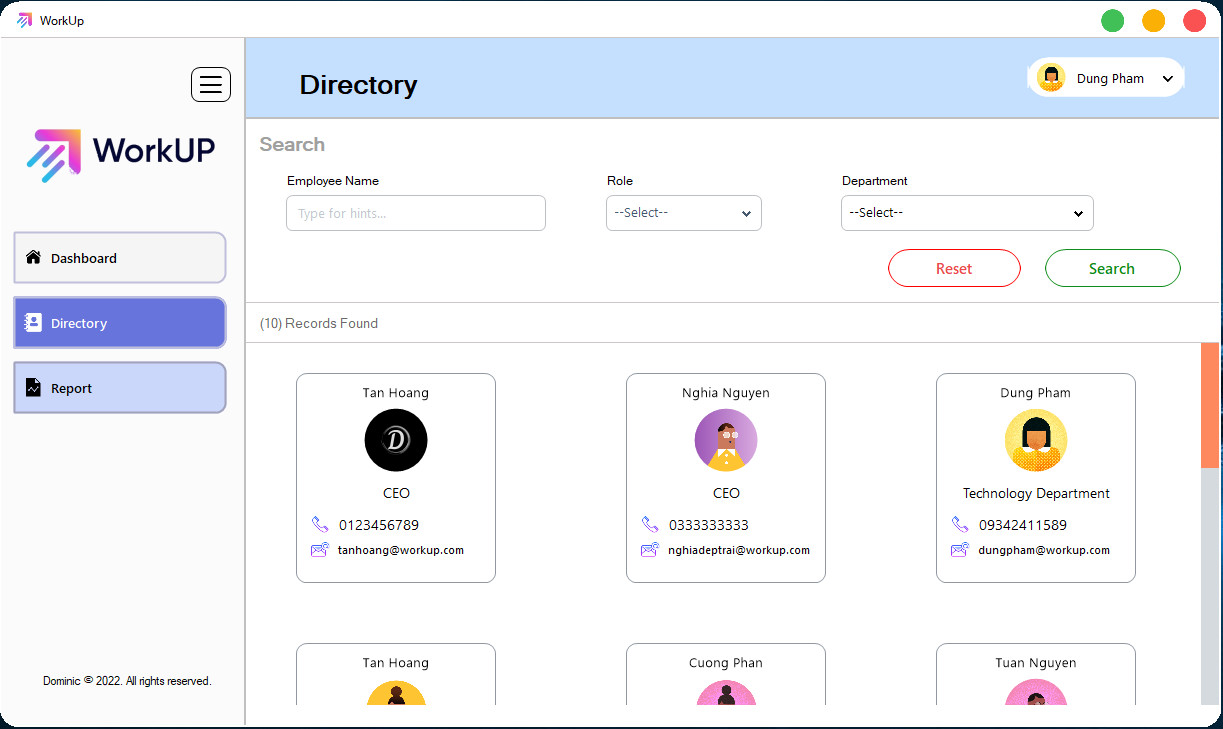 WorkUp
Directory
Dung Pham
WorkUP
Dashboard
Directory
Report
Dominic © 2022. All rights reserved.
Search
Employee Name
Role
Department
Type for hints...
--Select--
--Select--
Reset
Search
(10) Records Found
Tan Hoang
D
CEO
0123456789
tanhoang@workup.com
Nghia Nguyen
CEO
0333333333
nghiadeptrai@workup.com
Dung Pham
Technology Department
09342411589
dungpham@workup.com
Tan Hoang
Cuong Phan
Tuan Nguyen